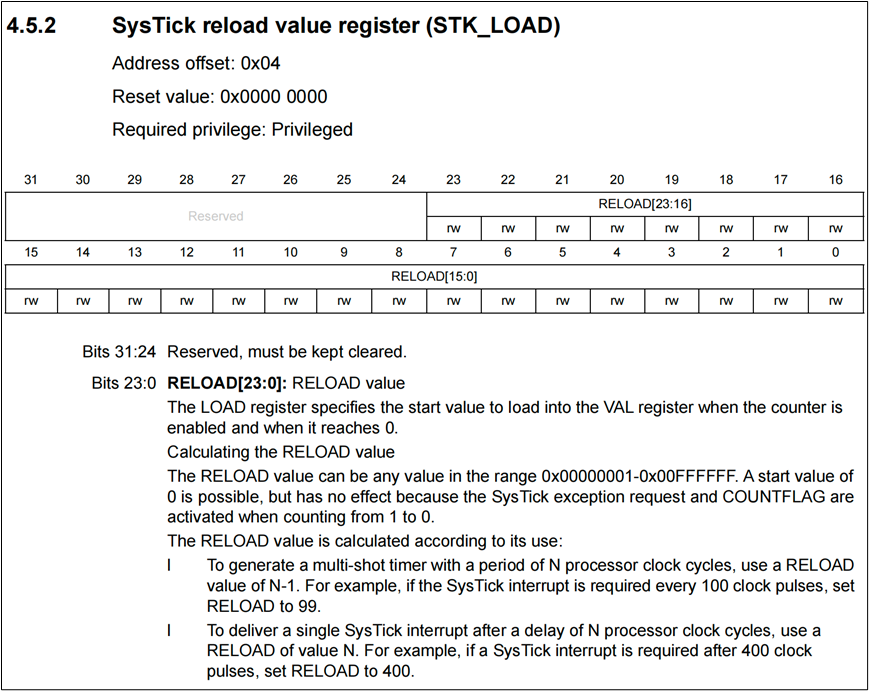 4.5.2 SysTick reload value register (STK_LOAD)
Address offset: 0x04
Reset value: 0x0000 0000
Required privilege: Privileged
31 30 29 28 27 26 25 24 23 22 21 20 19 18 17 16
Reserved
RELOAD[23:16]
rw rw rw rw rw rw rw rw
15 14 13 12 11 10 9 8 7 6 5 4 3 2 1 0
RELOAD[15:0]
rw rw rw rw rw rw rw rw rw rw rw rw rw rw rw rw
Bits 31:24 Reserved, must be kept cleared.
Bits 23:0 RELOAD[23:0]: RELOAD value
The LOAD register specifies the start value to load into the VAL register when the counter is
enabled and when it reaches 0.
Calculating the RELOAD value
The RELOAD value can be any value in the range 0x00000001-0x00FFFFFF. A start value of
0 is possible, but has no effect because the SysTick exception request and COUNTFLAG are
activated when counting from 1 to 0.
The RELOAD value is calculated according to its use:
l To generate a multi-shot timer with a period of N processor clock cycles, use a RELOAD
value of N-1. For example, if the SysTick interrupt is required every 100 clock pulses, set
RELOAD to 99.
l To deliver a single SysTick interrupt after a delay of N processor clock cycles, use a
RELOAD of value N. For example, if a SysTick interrupt is required after 400 clock
pulses, set RELOAD to 400.